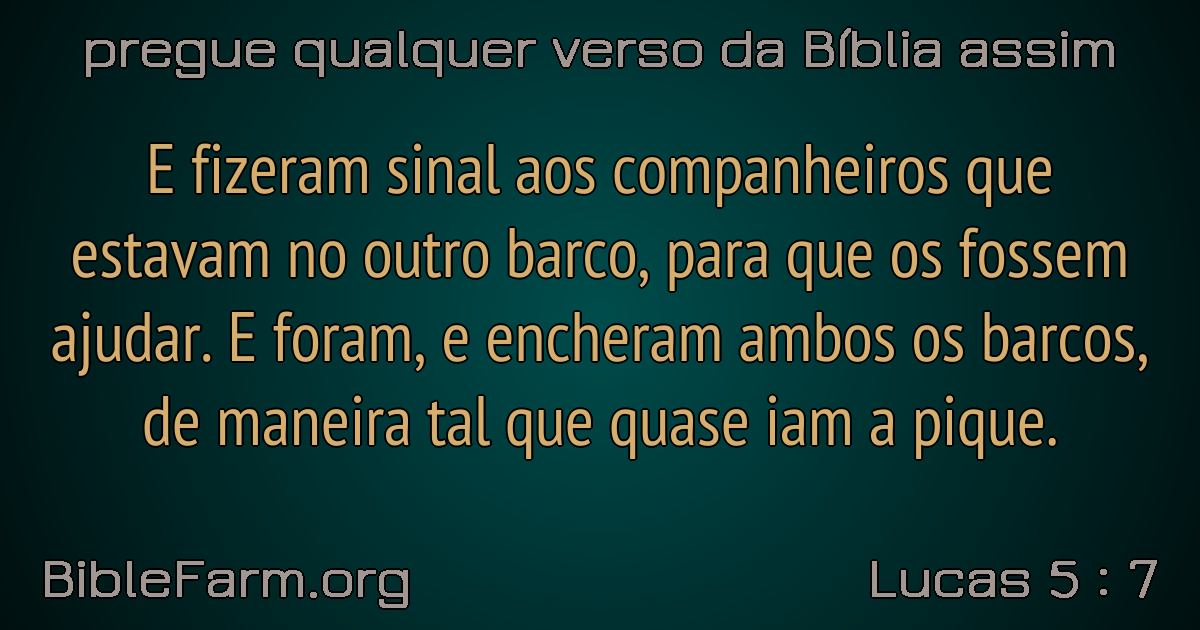 pregue qualquer verso da Bíblia assim
E fizeram sinal aos companheiros que
estavam no outro barco, para que os fossem
ajudar. E foram, e encheram ambos os barcos,
de maneira tal que quase iam a pique.
BibleFarm.org
Lucas 5 : 7